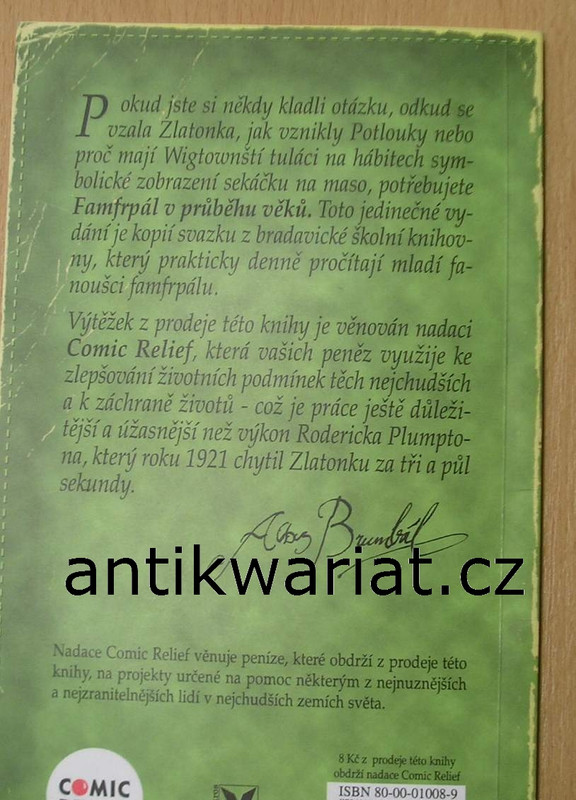 Pokud jste si někdy kladli otázku, odkud se
vzala Zlatonka, jak vznikly Potlouky nebo
proč mají Wigtownští tuláci na hábitech sym-
bolické zobrazení sekáčku na maso, potřebujete
Famfrpál v průběhu věků. Toto jedinečné vy-
dání je kopií svazku z bradavické školní knihov-
ny, který prakticky denně pročítají mladí fa-
noušci famfrpálu.
Výtěžek z prodeje této knihy je věnován nadaci
Comic Relief, která vašich peněz využije ke
zlepšování životních podmínek těch nejchudších
a k záchraně životů - což je práce ještě důleži-
tější a úžasnější než výkon Rodericka Plumpto-
na, který roku 1921 chytil Zlatonku za tři a půl
sekundy.
Albus Brumbál
antikwariat.cz
Nadace Comic Relief věnuje peníze, které obdrží z prodeje této
knihy, na projekty určené na pomoc některým z nejnuznějších
a nejzranitelnějších lidí v nejchudších zemích světa.
8 Kč z prodeje této knihy
obdrží nadace Comic Relief
COMIC
ISBN 80-00-01008-9